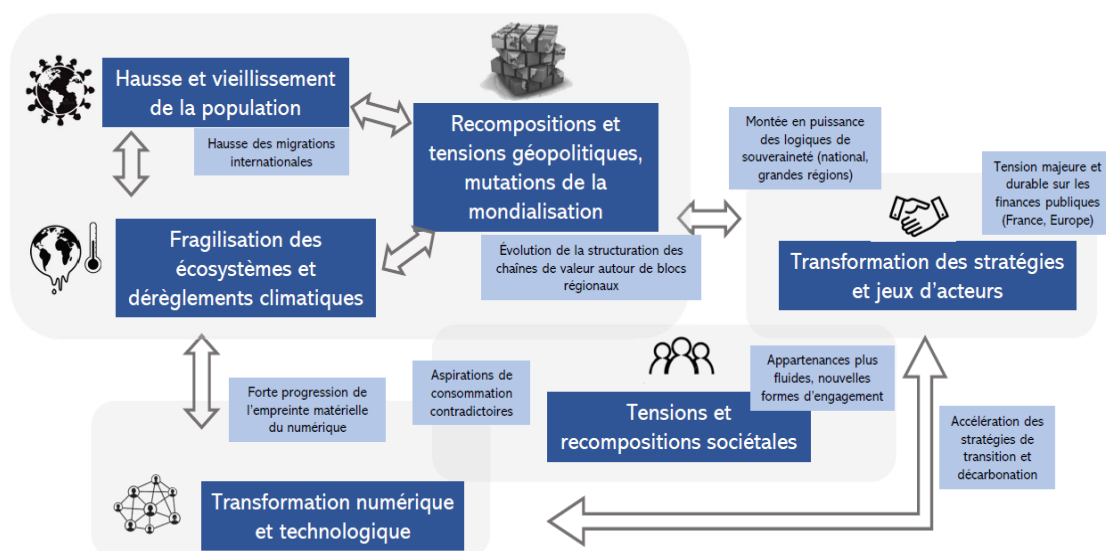 Hausse et vieillissement
de la population
Hausse des migrations
internationales
Recompositions et
tensions géopolitiques,
mutations de la
mondialisation
Évolution de la structuration des
chaînes de valeur autour de blocs
régionaux
Fragilisation des
écosystèmes et
dérèglements climatiques
Montée en puissance
des logiques de
souveraineté (national,
grandes régions)
Tension majeure et
durable sur les
finances publiques
(France, Europe)
Transformation des stratégies
et jeux d'acteurs
Forte progression de
l'empreinte matérielle
du numérique
Aspirations de
consommation
contradictoires
Appartenances plus
fluides, nouvelles
formes d'engagement
Tensions et
recompositions sociétales
Accélération des
stratégies de
transition et
décarbonation
Transformation numérique
et technologique